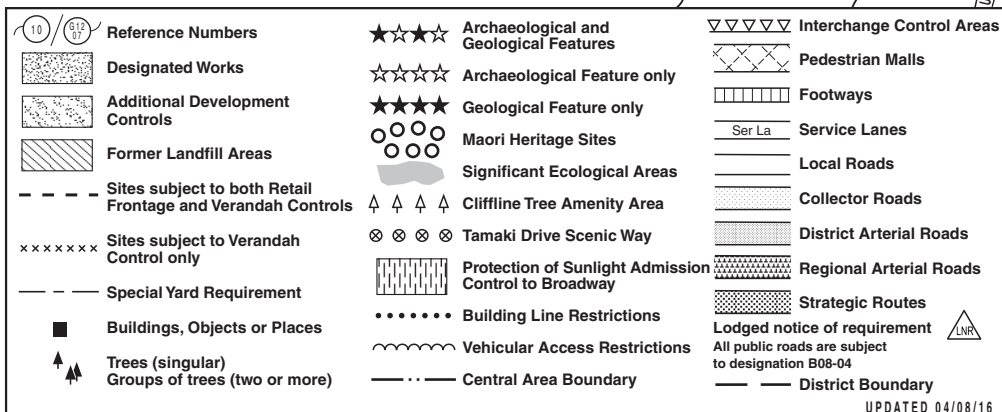 10
G12
07
Reference Numbers
Designated Works
Additional Development
Controls
Former Landfill Areas
Sites subject to both Retail
Frontage and Verandah Controls
Sites subject to Verandah
Control only
Special Yard Requirement
Buildings, Objects or Places
Trees (singular)
Groups of trees (two or more)
Archaeological and
Geological Features
Archaeological Feature only
Geological Feature only
Maori Heritage Sites
Significant Ecological Areas
Cliffline Tree Amenity Area
Tamaki Drive Scenic Way
Protection of Sunlight Admission
Control to Broadway
Building Line Restrictions
Vehicular Access Restrictions
Central Area Boundary
Interchange Control Areas
Pedestrian Malls
Footways
Ser La
Service Lanes
Local Roads
Collector Roads
District Arterial Roads
Regional Arterial Roads
Strategic Routes
Lodged notice of requirement
LNR
All public roads are subject
to designation B08-04
District Boundary
UPDATED 04/08/16